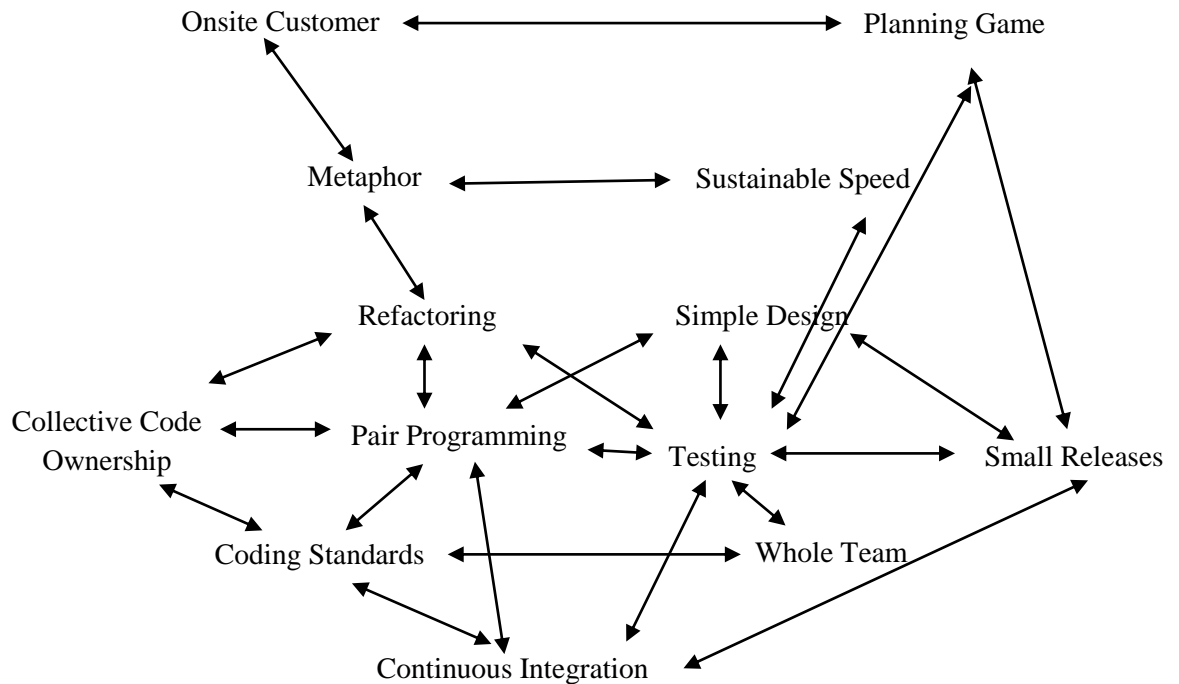 Onsite Customer
Planning Game
Metaphor
Sustainable Speed
Refactoring
Simple Design
Collective Code
Ownership
Pair Programming
Testing
Small Releases
Coding Standards
Whole Team
Continuous Integration